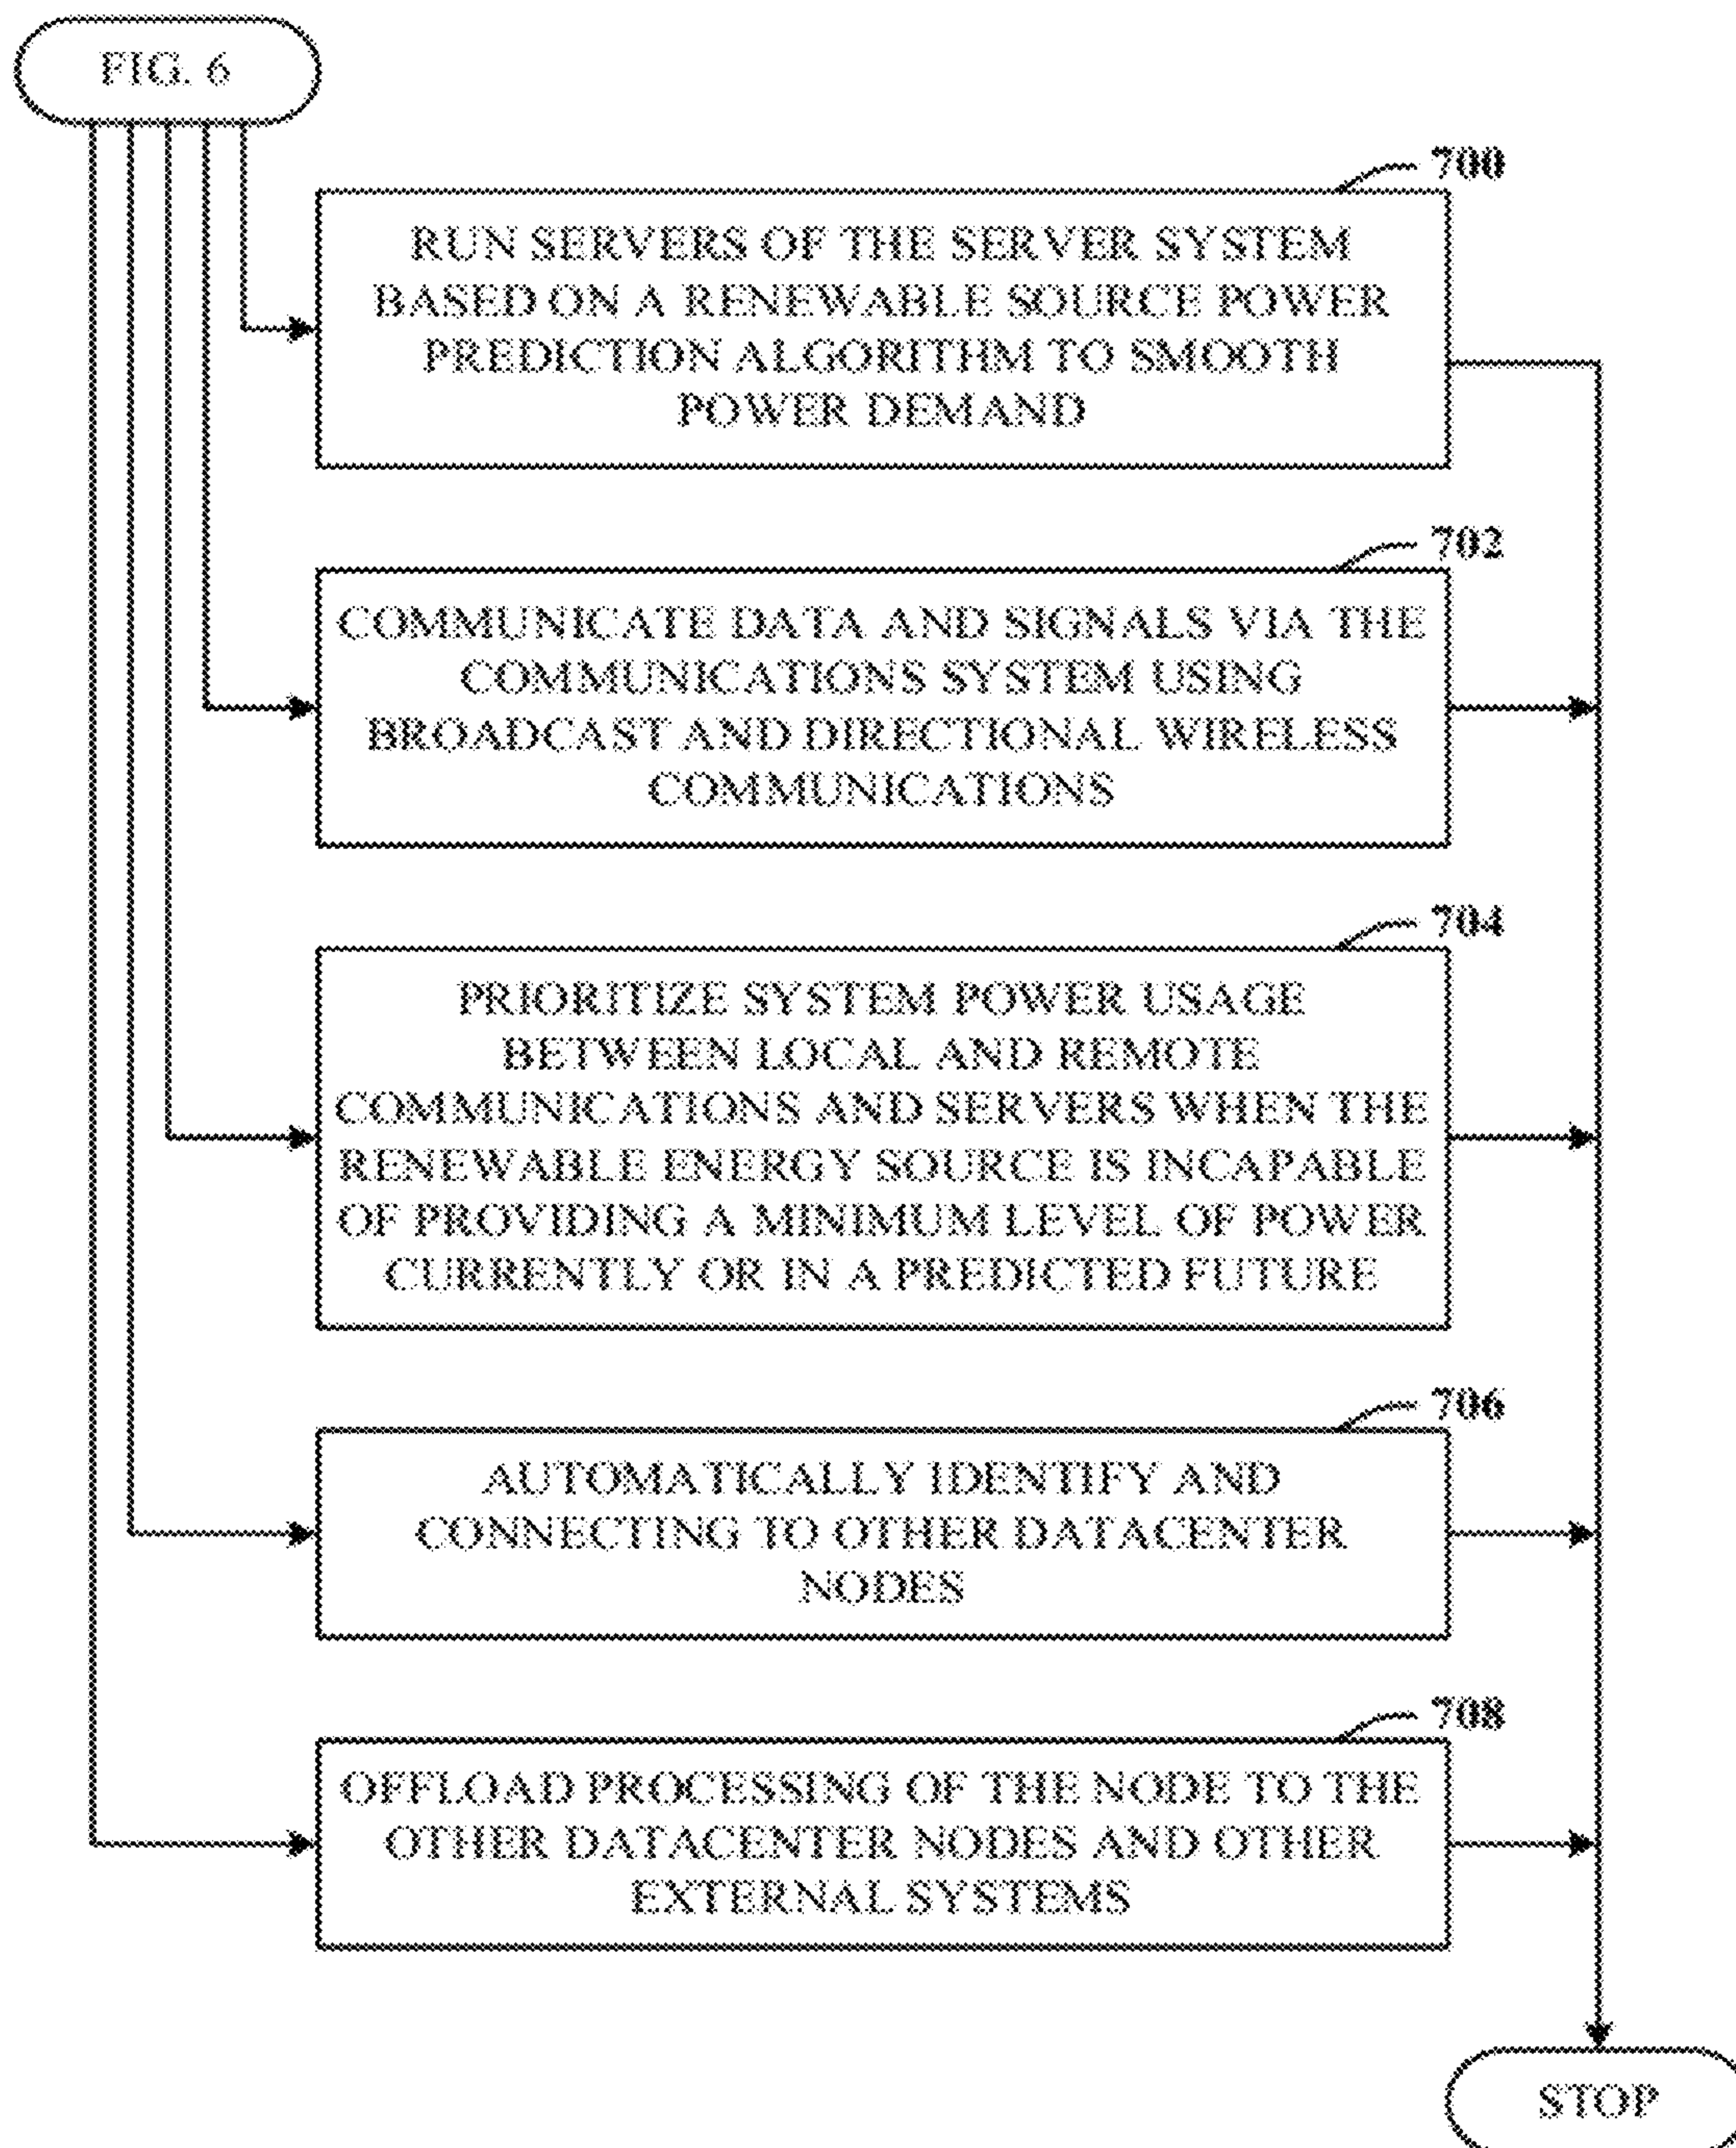 FIG. 6
700
RUN SERVERS OF THE SERVER SYSTEM
BASED ON A RENEWABLE SOURCE POWER
PREDICTION ALGORITHM TO SMOOTH
POWER DEMAND
702
COMMUNICATE DATA AND SIGNALS VIA THE
COMMUNICATIONS SYSTEM USING
BROADCAST AND DIRECTIONAL WIRELESS
COMMUNICATIONS
704
PRIORITIZE SYSTEM POWER USAGE
BETWEEN LOCAL AND REMOTE
COMMUNICATIONS AND SERVERS WHEN THE
RENEWABLE ENERGY SOURCE IS INCAPABLE
OF PROVIDING A MINIMUM LEVEL OF POWER
CURRENTLY OR IN A PREDICTED FUTURE
706
AUTOMATICALLY IDENTIFY AND
CONNECTING TO OTHER DATACENTER
NODES
708
OFFLOAD PROCESSING OF THE NODE TO THE
OTHER DATACENTER NODES AND OTHER
EXTERNAL SYSTEMS
STOP